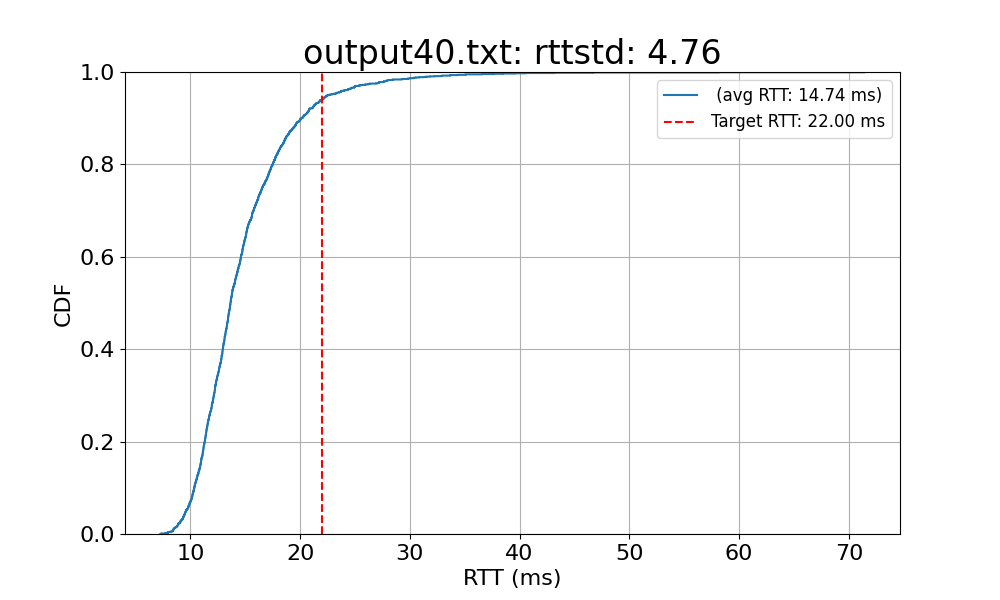 output40.txt: rttstd: 4.76
1.0
0.8
0.6
0.4
0.2
0.0
CDF
(avg RTT: 14.74 ms)
Target RTT: 22.00 ms
10 20 30 40 50 60 70
RTT (ms)